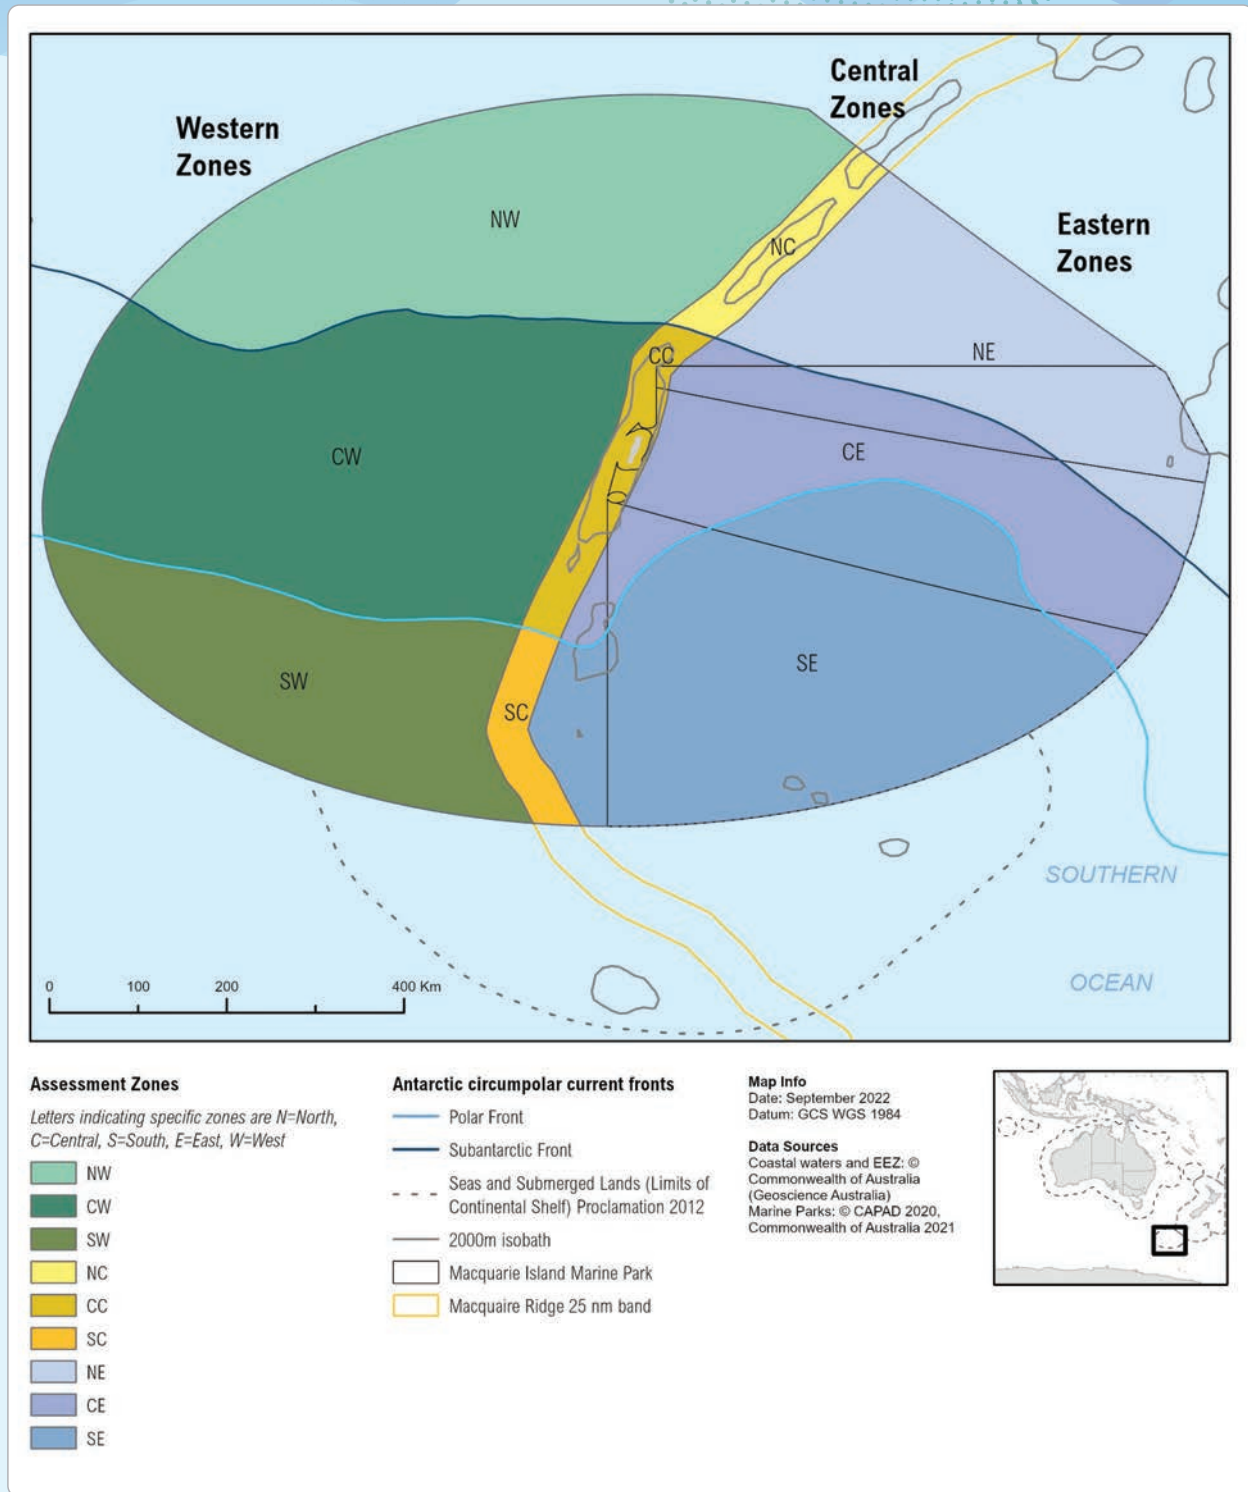 Western
Zones
Central
Zones
Eastern
Zones
NW
NC
CC
NE
CW
CE
SW
SE
SC
SOUTHERN
OCEAN
0 100 200 400 Km
Assessment Zones
Letters indicating specific zones are N=North,
C=Central, S=South, E=East, W=West
NW
CW
SW
NC
CC
SC
NE
CE
SE
Antarctic circumpolar current fronts
Polar Front
Subantarctic Front
Seas and Submerged Lands (Limits of
Continental Shelf) Proclamation 2012
2000m isobath
Macquarie Island Marine Park
Macquaire Ridge 25 nm band
Map Info
Date: September 2022
Datum: GCS WGS 1984
Data Sources
Coastal waters and EEZ: ©
Commonwealth of Australia
(Geoscience Australia)
Marine Parks: © CAPAD 2020,
Commonwealth of Australia 2021